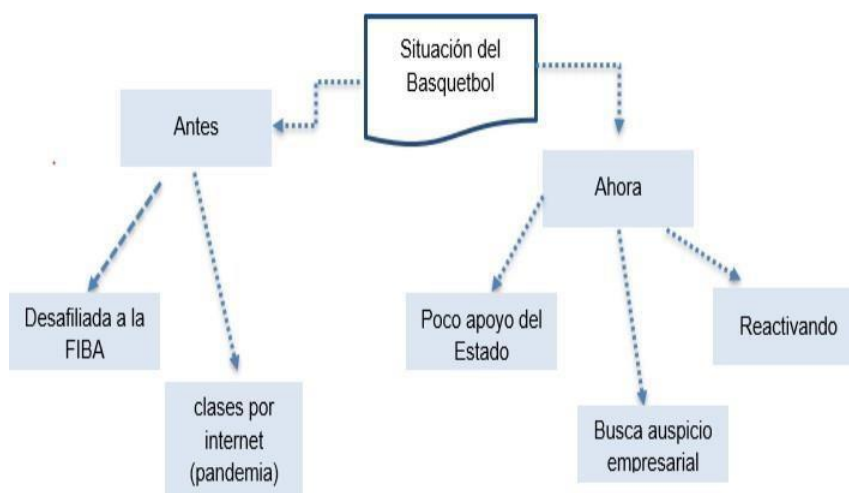 Situación del
Basquetbol
Antes
Ahora
Desafiliada a la
FIBA
clases por
internet
(pandemia)
Poco apoyo del
Estado
Busca auspicio
empresarial
Reactivando